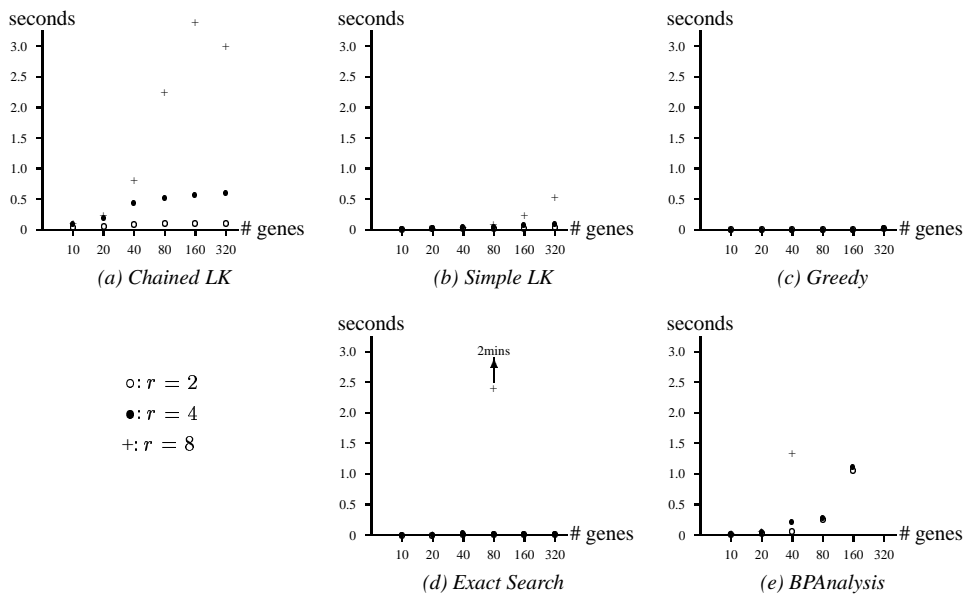 seconds
3.0
2.5
2.0
1.5
1.0
0.5
0
10 20 40 80 160 320
# genes
(a) Chained LK
seconds
3.0
2.5
2.0
1.5
1.0
0.5
0
10 20 40 80 160 320
# genes
(b) Simple LK
seconds
3.0
2.5
2.0
1.5
1.0
0.5
0
10 20 40 80 160 320
# genes
(c) Greedy
o: r = 2
●: r = 4
+: r = 8
seconds
3.0
2.5
2.0
1.5
1.0
0.5
0
2mins
10 20 40 80 160 320
# genes
(d) Exact Search
seconds
3.0
2.5
2.0
1.5
1.0
0.5
0
10 20 40 80 160 320
# genes
(e) BPAnalysis